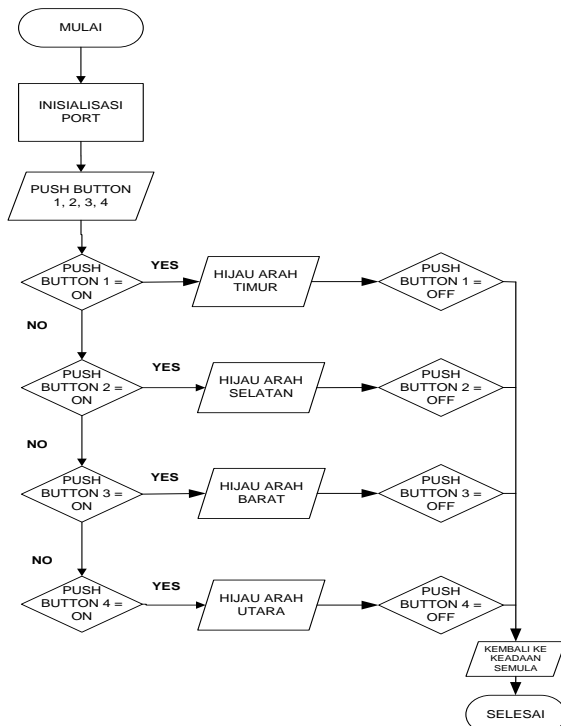 MULAI
INISIALISASI
PORT
PUSH BUTTON
1, 2, 3, 4
PUSH
BUTTON 1 =
ON
YES
HIJAU ARAH
TIMUR
PUSH
BUTTON 1 =
OFF
NO
PUSH
BUTTON 2 =
ON
YES
HIJAU ARAH
SELATAN
PUSH
BUTTON 2 =
OFF
NO
PUSH
BUTTON 3 =
ON
YES
HIJAU ARAH
BARAT
PUSH
BUTTON 3 =
OFF
NO
PUSH
BUTTON 4 =
ON
YES
HIJAU ARAH
UTARA
PUSH
BUTTON 4 =
OFF
KEMBALI KE
KEADAAN
SEMULA
SELESAI